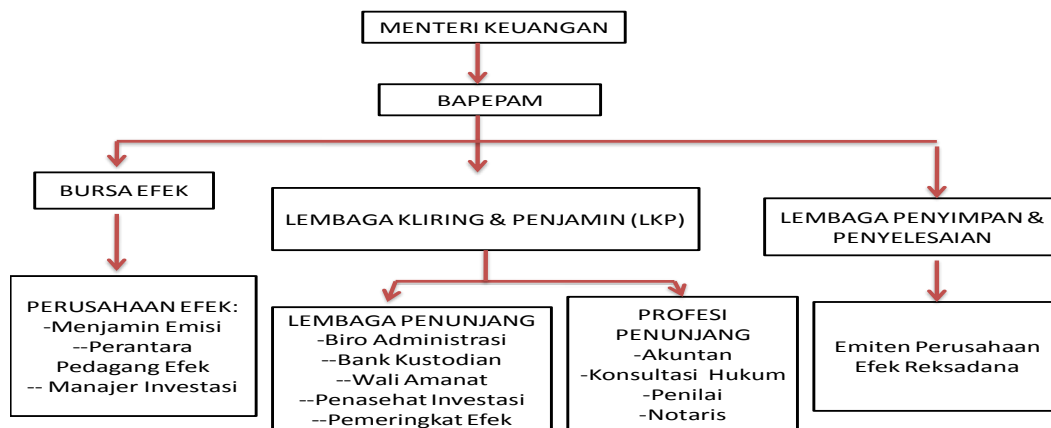 MENTERI KEUANGAN
BAPEPAM
BURSA EFEK
LEMBAGA KLIRING & PENJAMIN (LKP)
LEMBAGA PENYIMPAN &
PENYELESAIAN
PERUSAHAAN EFEK:
-Menjamin Emisi
--Perantara
Pedagang Efek
-- Manajer Investasi
LEMBAGA PENUNJANG
-Biro Administrasi
--Bank Kustodian
--Wali Amanat
--Penasehat Investasi
--Pemeringkat Efek
PROFESI
PENUNJANG
-Akuntan
-Konsultasi Hukum
-Penilai
-Notaris
Emiten Perusahaan
Efek Reksadana